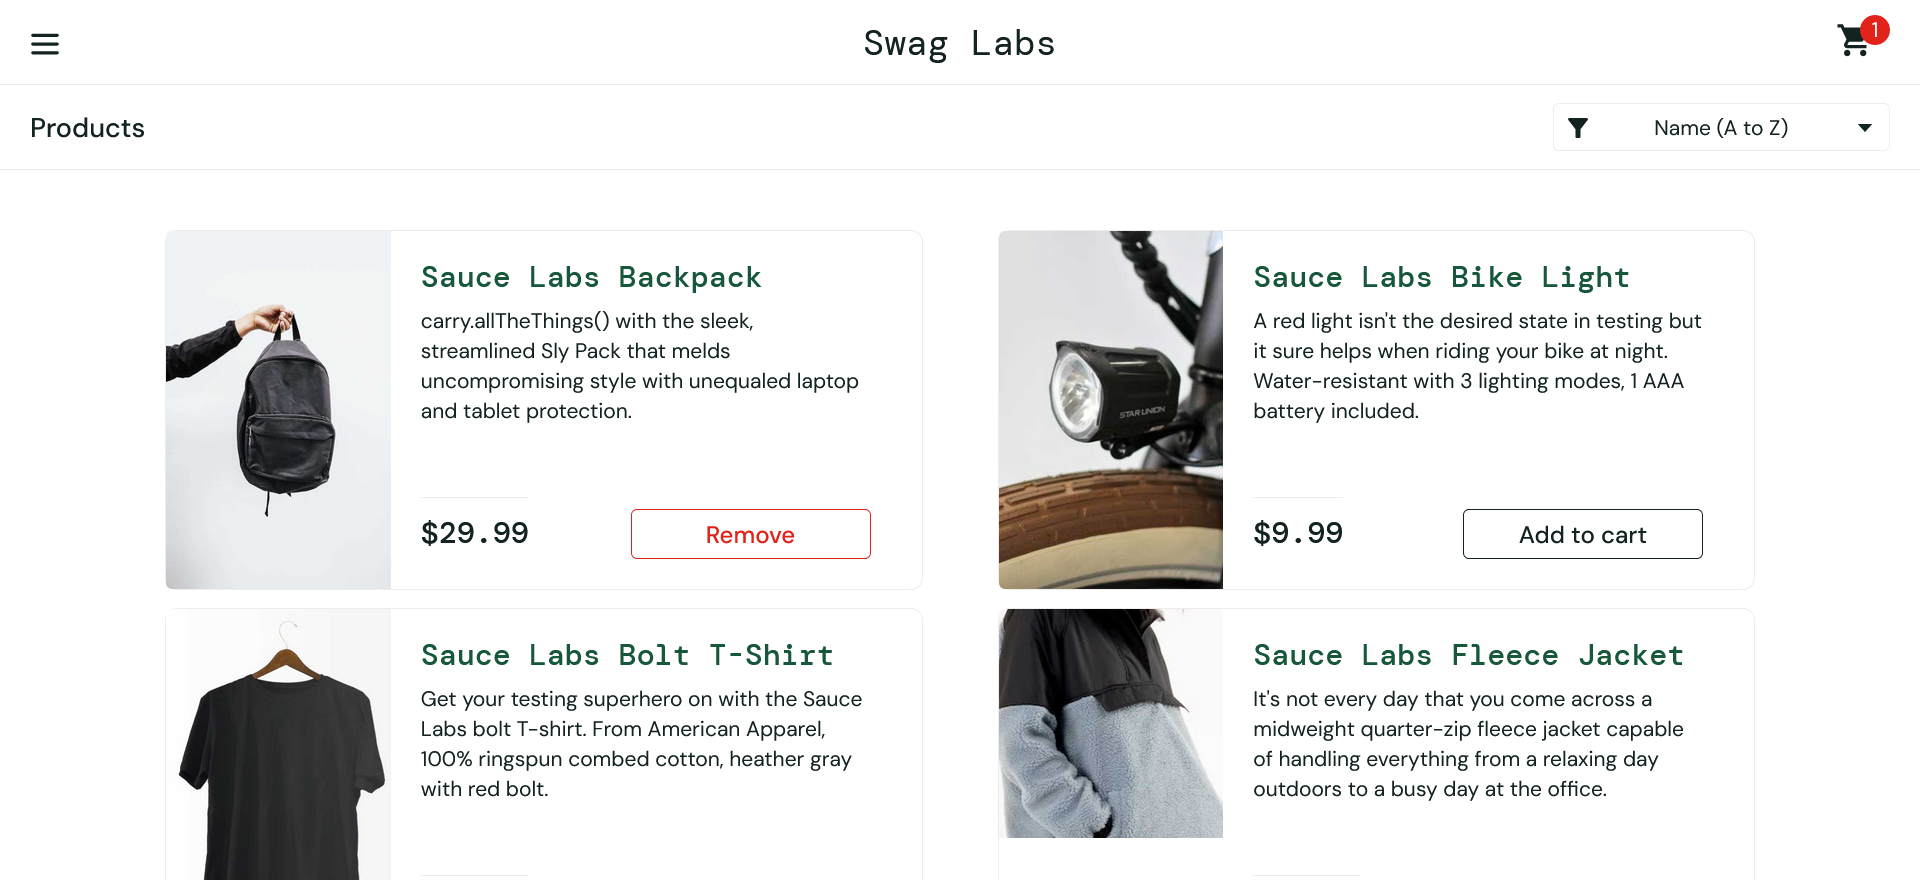 Swag Labs
1
Products
Name (A to Z)
Sauce Labs Backpack
carry.allTheThings() with the sleek,
streamlined Sly Pack that melds
uncompromising style with unequaled laptop
and tablet protection.
$29.99
Remove
STAR UNION
Sauce Labs Bike Light
A red light isn't the desired state in testing but
it sure helps when riding your bike at night.
Water-resistant with 3 lighting modes, 1 AAA
battery included.
$9.99
Add to cart
Sauce Labs Bolt T-Shirt
Get your testing superhero on with the Sauce
Labs bolt T-shirt. From American Apparel,
100% ringspun combed cotton, heather gray
with red bolt.
Sauce Labs Fleece Jacket
It's not every day that you come across a
midweight quarter-zip fleece jacket capable
of handling everything from a relaxing day
outdoors to a busy day at the office.